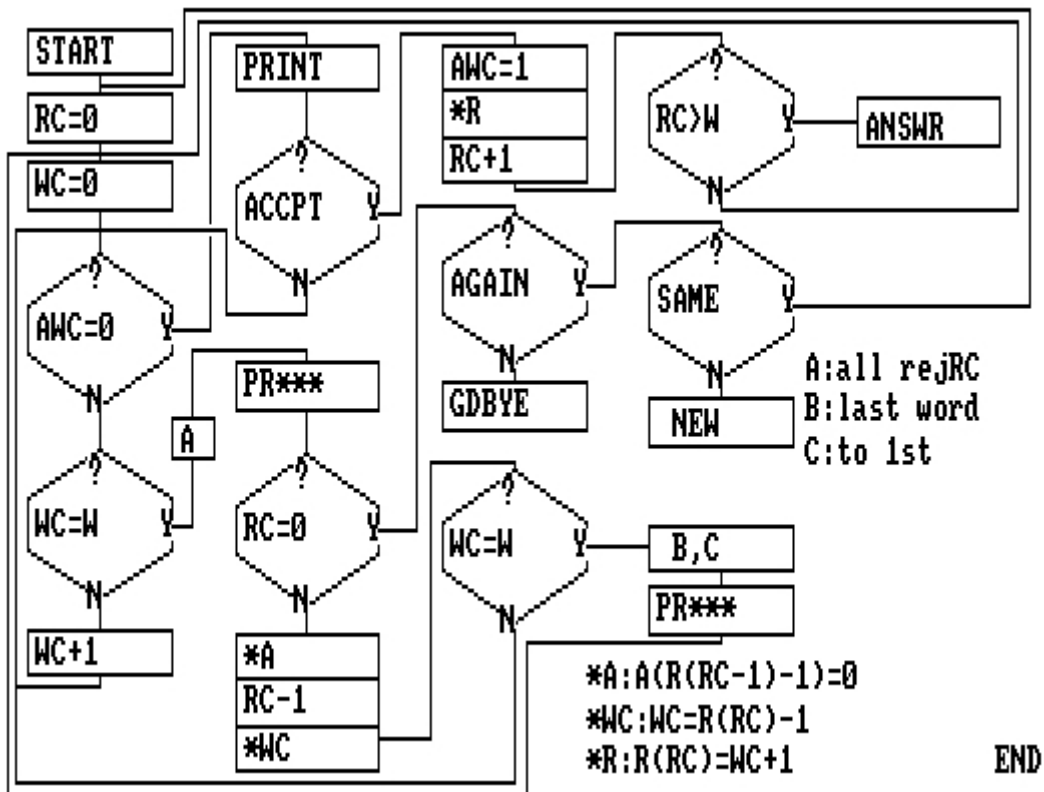 START
RC=0
WC=0
?
AWC=0
Y
N
?
WC=W
Y
N
WC+1
A
PRINT
?
ACCPT
Y
N
PR***
?
RC=0
Y
N
*A
RC-1
*WC
AWC=1
*R
RC+1
?
AGAIN
Y
N
GDBYE
?
WC=W
Y
N
?
RC>W
Y
N
ANSWR
?
SAME
Y
N
NEW
B,C
PR***
A:all rejRC
B:last word
C:to 1st
*A:A(R(RC-1)-1)=0
*WC:WC=R(RC)-1
*R:R(RC)=WC+1
END